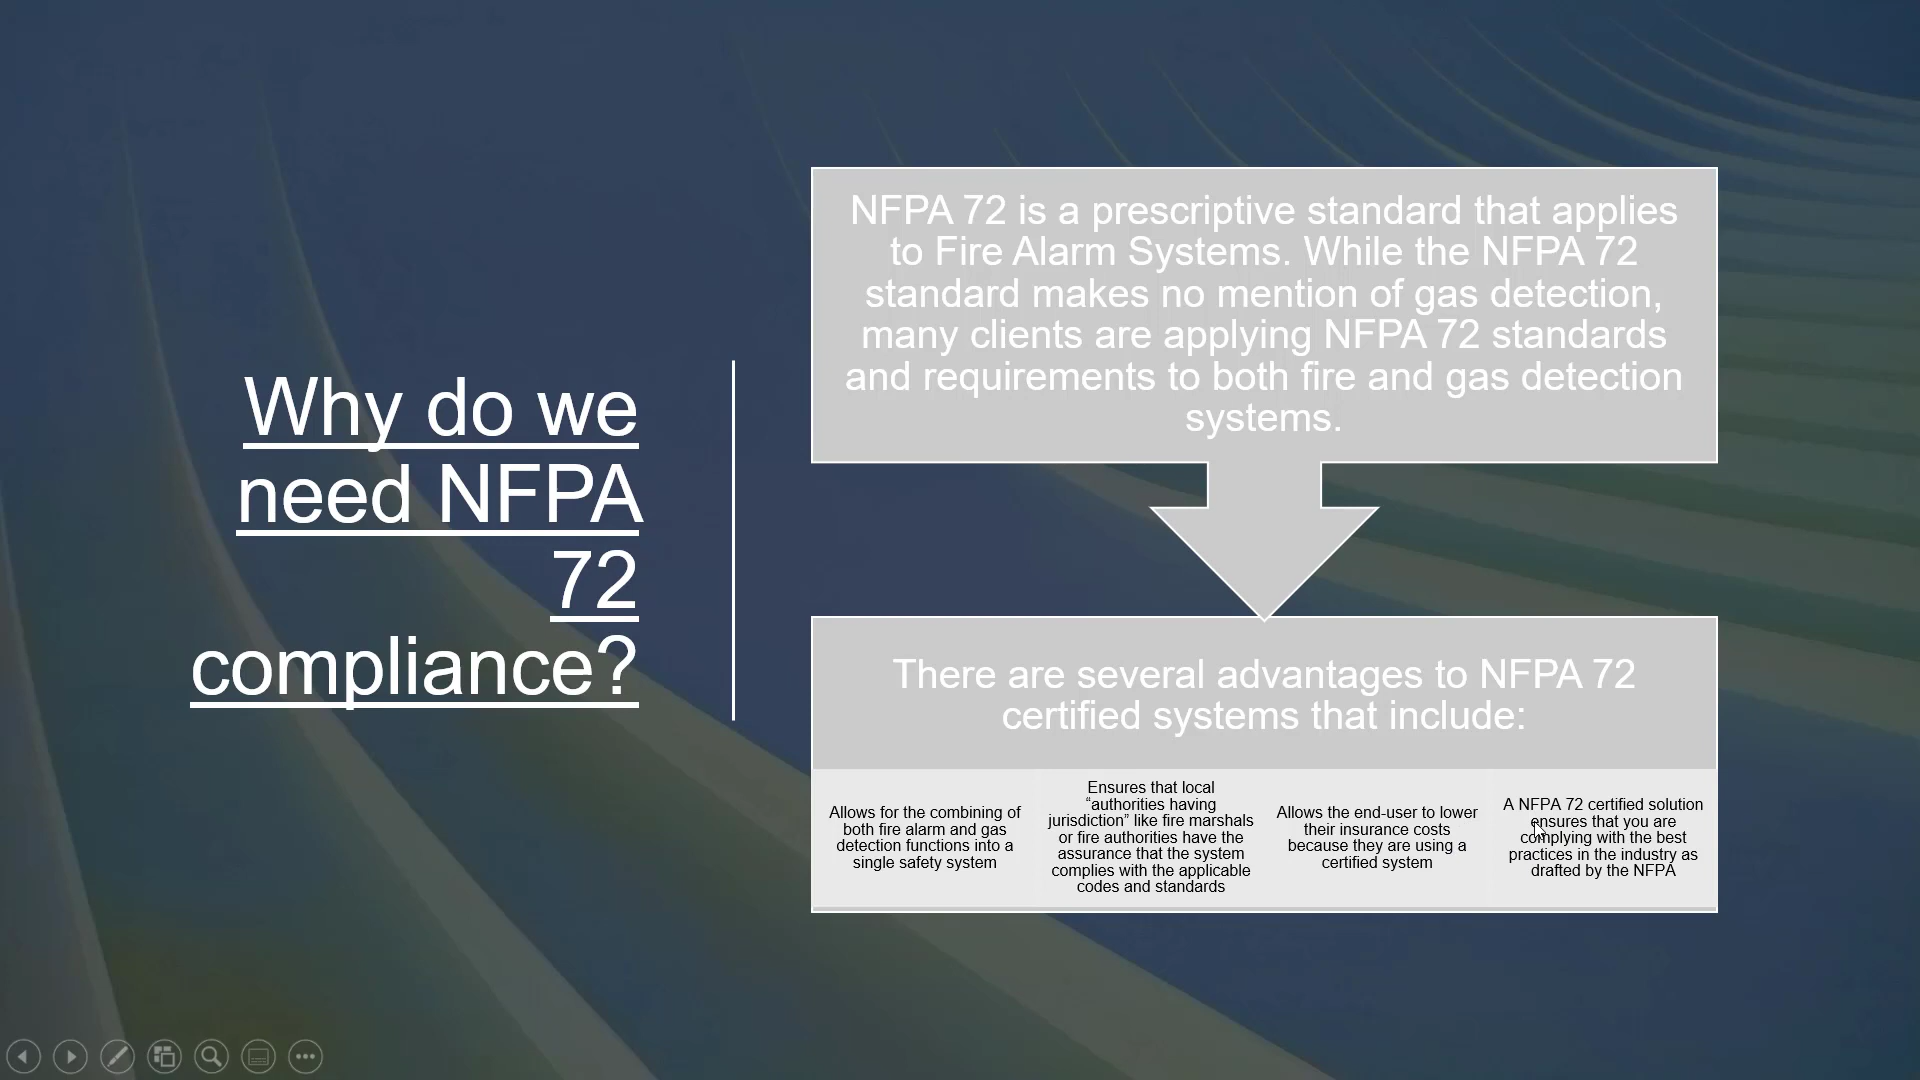 Why do we
need NFPA
72
compliance?
NFPA 72 is a prescriptive standard that applies
to Fire Alarm Systems. While the NFPA 72
standard makes no mention of gas detection,
many clients are applying NFPA 72 standards
and requirements to both fire and gas detection
systems.
There are several advantages to NFPA 72
certified systems that include:
Allows for the combining of
both fire alarm and gas
detection functions into a
single safety system
Ensures that local
“authorities having
jurisdiction” like fire marshals
or fire authorities have the
assurance that the system
complies with the applicable
codes and standards
Allows the end-user to lower
their insurance costs
because they are using a
certified system
A NFPA 72 certified solution
ensures that you are
complying with the best
practices in the industry as
drafted by the NFPA